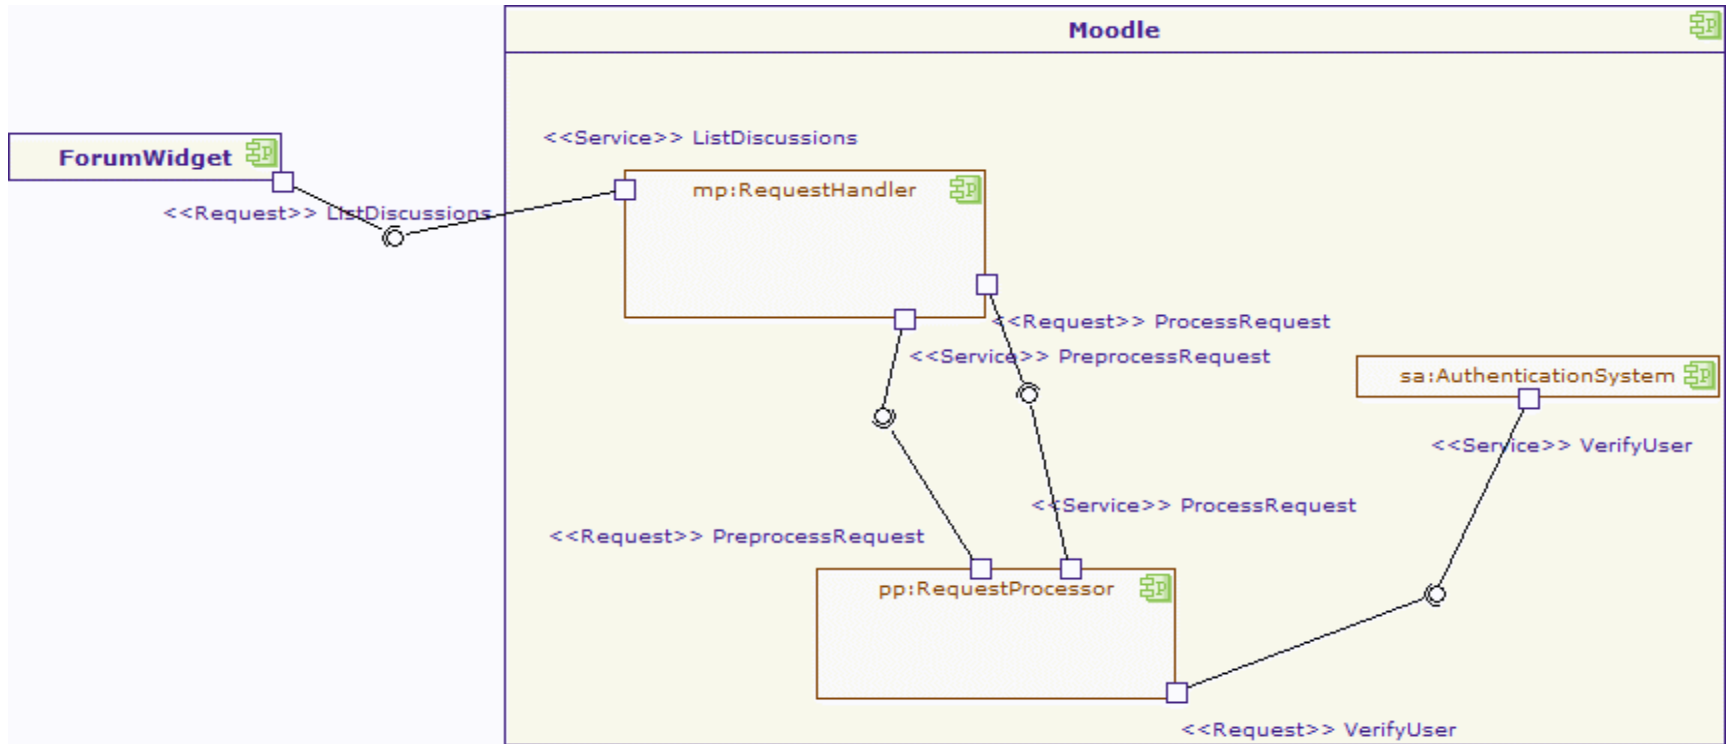 Moodle
<<Service>> ListDiscussions
ForumWidget
mp:RequestHandler
<<Request>> ListDiscussions
<<Request>> ProcessRequest
<<Service>> PreprocessRequest
sa:AuthenticationSystem
<<Service>> VerifyUser
<<Service>> ProcessRequest
<<Request>> PreprocessRequest
pp:RequestProcessor
<<Request>> VerifyUser